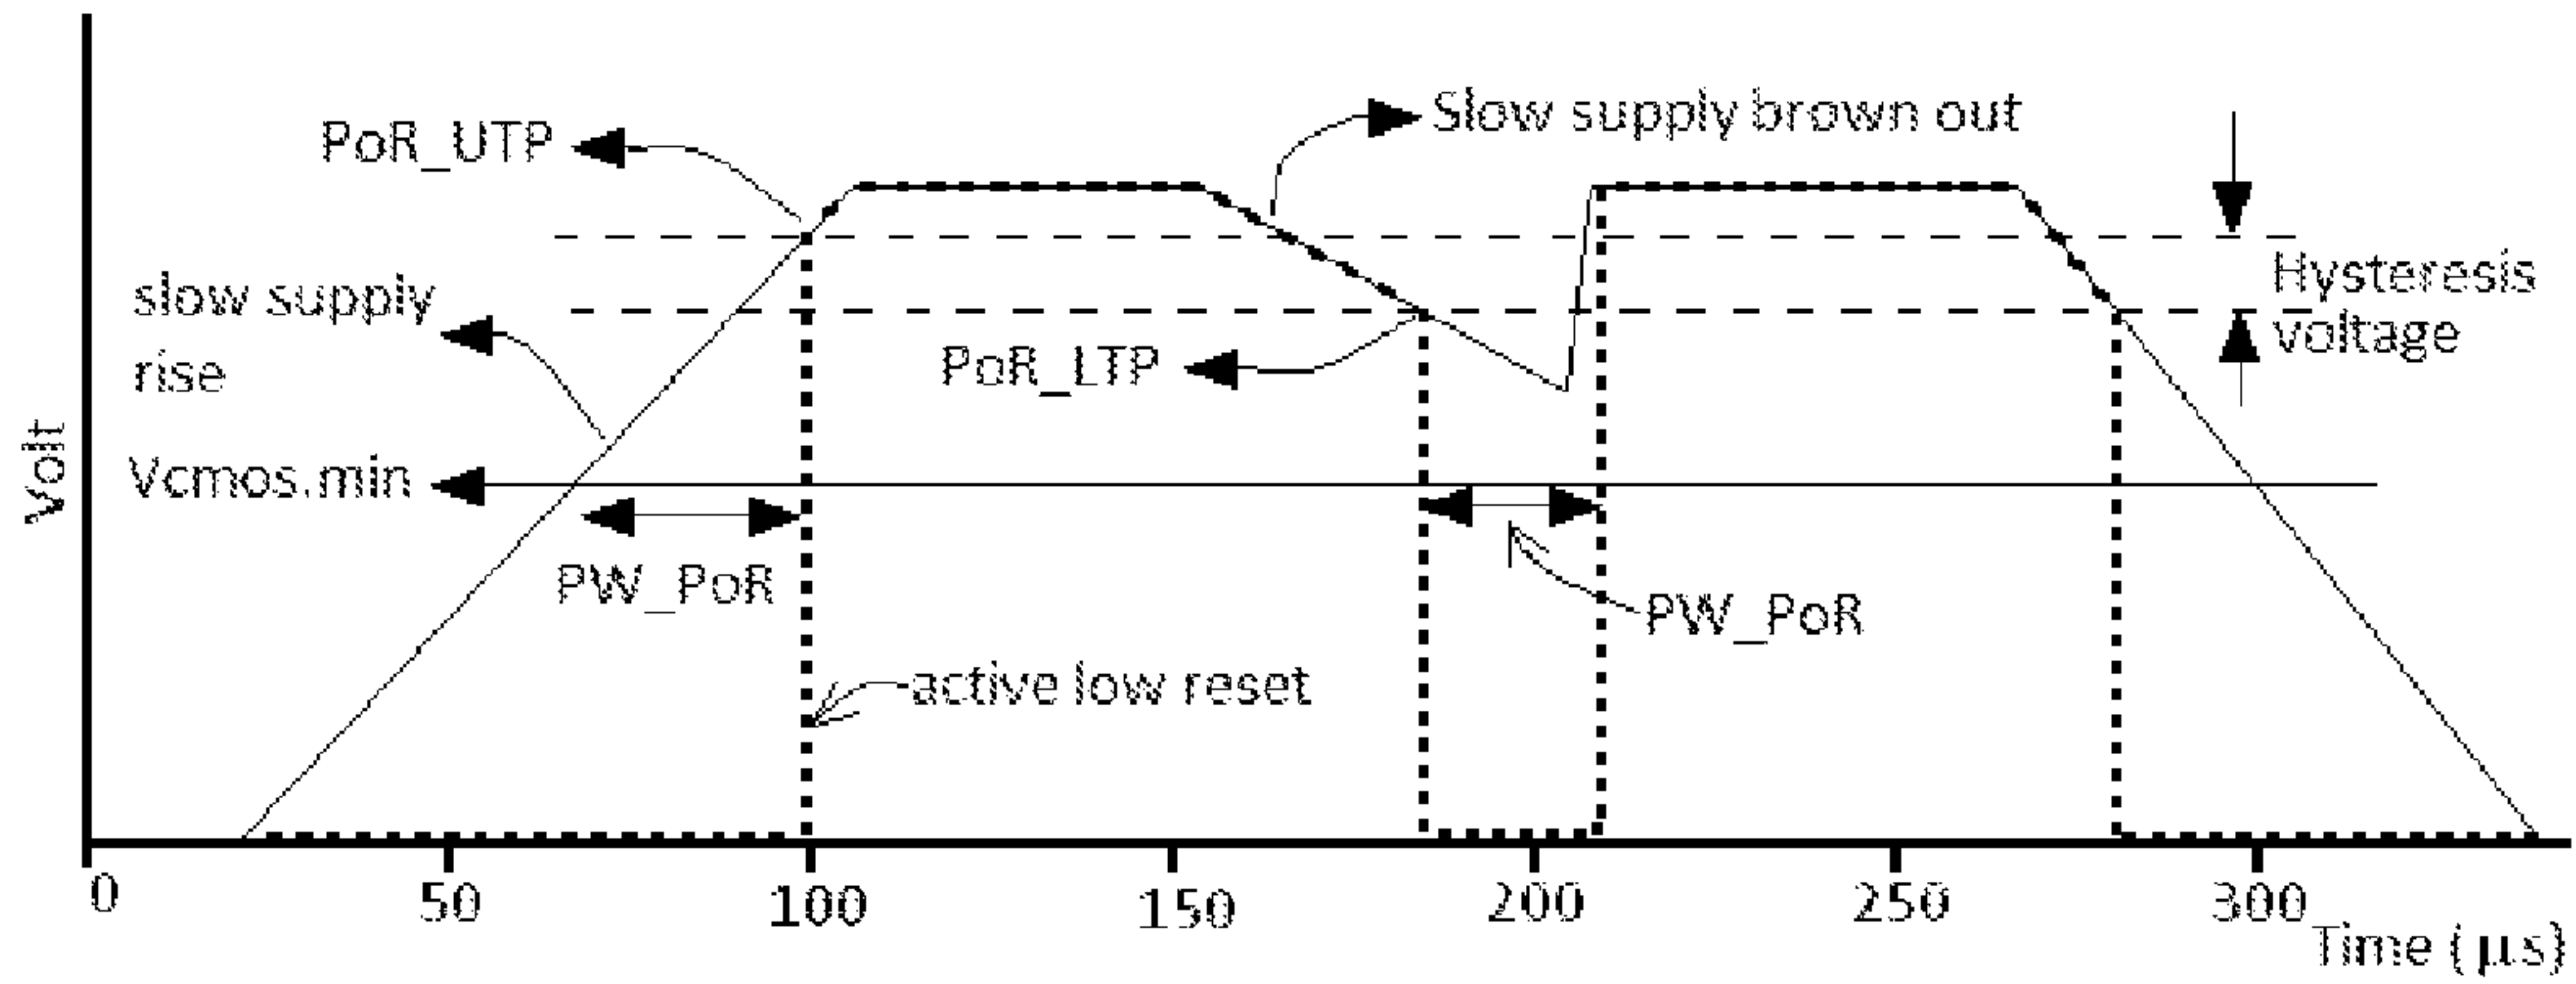 PoR_UTP
Slow supply brown out
slow supply
rise
Hysteresis
voltage
PoR_LTP
Volt
Vcmos.min
PW_PoR
PW_PoR
active low reset
0
50
100
150
200
250
300
Time (μs)